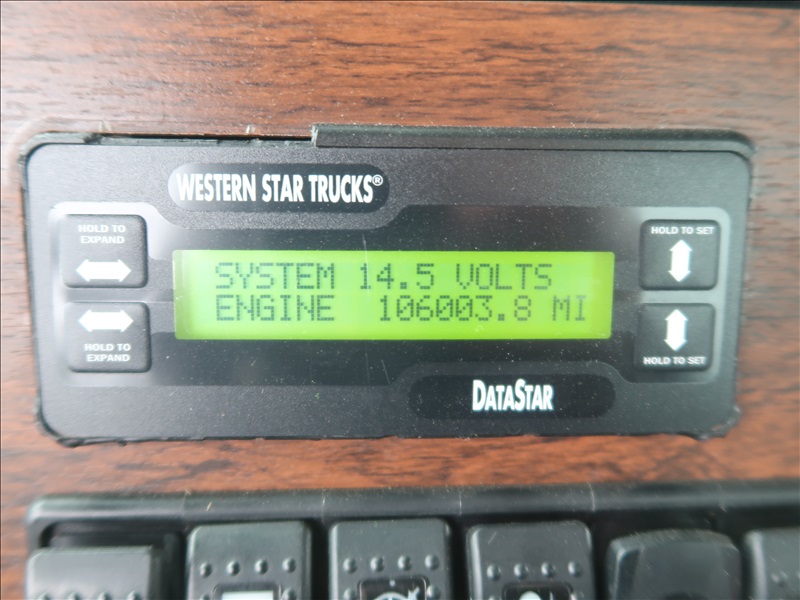 WESTERN STAR TRUCKS®
HOLD TO
EXPAND
HOLD TO SET
SYSTEM 14.5 VOLTS
ENGINE 106003.8 MI
HOLD TO
EXPAND
HOLD TO SET
DATASTAR